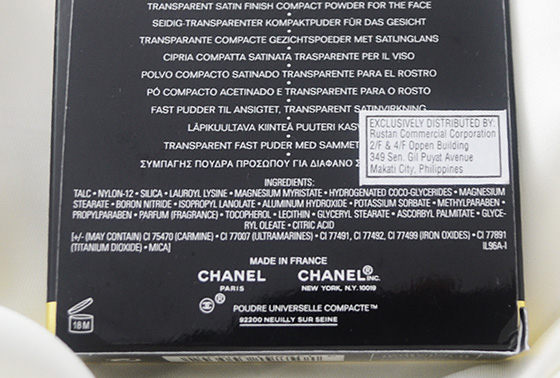 TRANSPARENT SATIN FINISH COMPACT POWDER FOR THE FACE
SEIDIG-TRANSPARENTER KOMPAKTPUDER FÜR DAS GESICHT
TRANSPARANTE COMPACTE GEZICHTSPOEDER MET SATIJNGLANS
CIPRIA COMPATTA SATINATA TRASPARENTE PER IL VISO
POLVO COMPACTO SATINADO TRANSPARENTE PARA EL ROSTRO
PÓ COMPACTO ACETINADO E TRANSPARENTE PARA O ROSTO
FAST PUDDER TIL ANSIGTET, TRANSPARENT SATINVIRKNING
LÄPIKUULTAVA KIINTEÄ PUUTERI
TRANSPARENT FAST PUDER MED
ΣΥΜΠΑΓΗΣ ΠΟΥΔΡΑ ΠΡΟΣΩΠΟΥ ΓΙΑ ΔΙΑΦΑΝΟ
EXCLUSIVELY DISTRIBUTED BY:
Rustan Commercial Corporation
2/F & 4/F Oppen Building
349 Sen. Gil Puyat Avenue
Makati City, Philippines
INGREDIENTS:
TALC • NYLON-12 • SILICA • LAUROYL LYSINE • MAGNESIUM MYRISTATE • HYDROGENATED COCO-GLYCERIDES • MAGNESIUM
STEARATE • BORON NITRIDE • ISOPROPYL LANOLATE • ALUMINUM HYDROXIDE • POTASSIUM SORBATE • METHYLPARABEN •
PROPYLPARABEN • PARFUM (FRAGRANCE) • TOCOPHEROL • LECITHIN • GLYCERYL STEARATE • ASCORBYL PALMITATE • GLYCE-
RYL OLEATE • CITRIC ACID
[+/- (MAY CONTAIN) CI 75470 (CARMINE) • CI 77007 (ULTRAMARINES) • CI 77491, CI 77492, CI 77499 (IRON OXIDES) • CI 77891
(TITANIUM DIOXIDE) • MICA] IL96A-I
MADE IN FRANCE
CHANEL CHANEL® INC.
PARIS NEW YORK, N.Y. 10019
POUDRE UNIVERSELLE COMPACTE™
92200 NEUILLY SUR SEINE
18 M